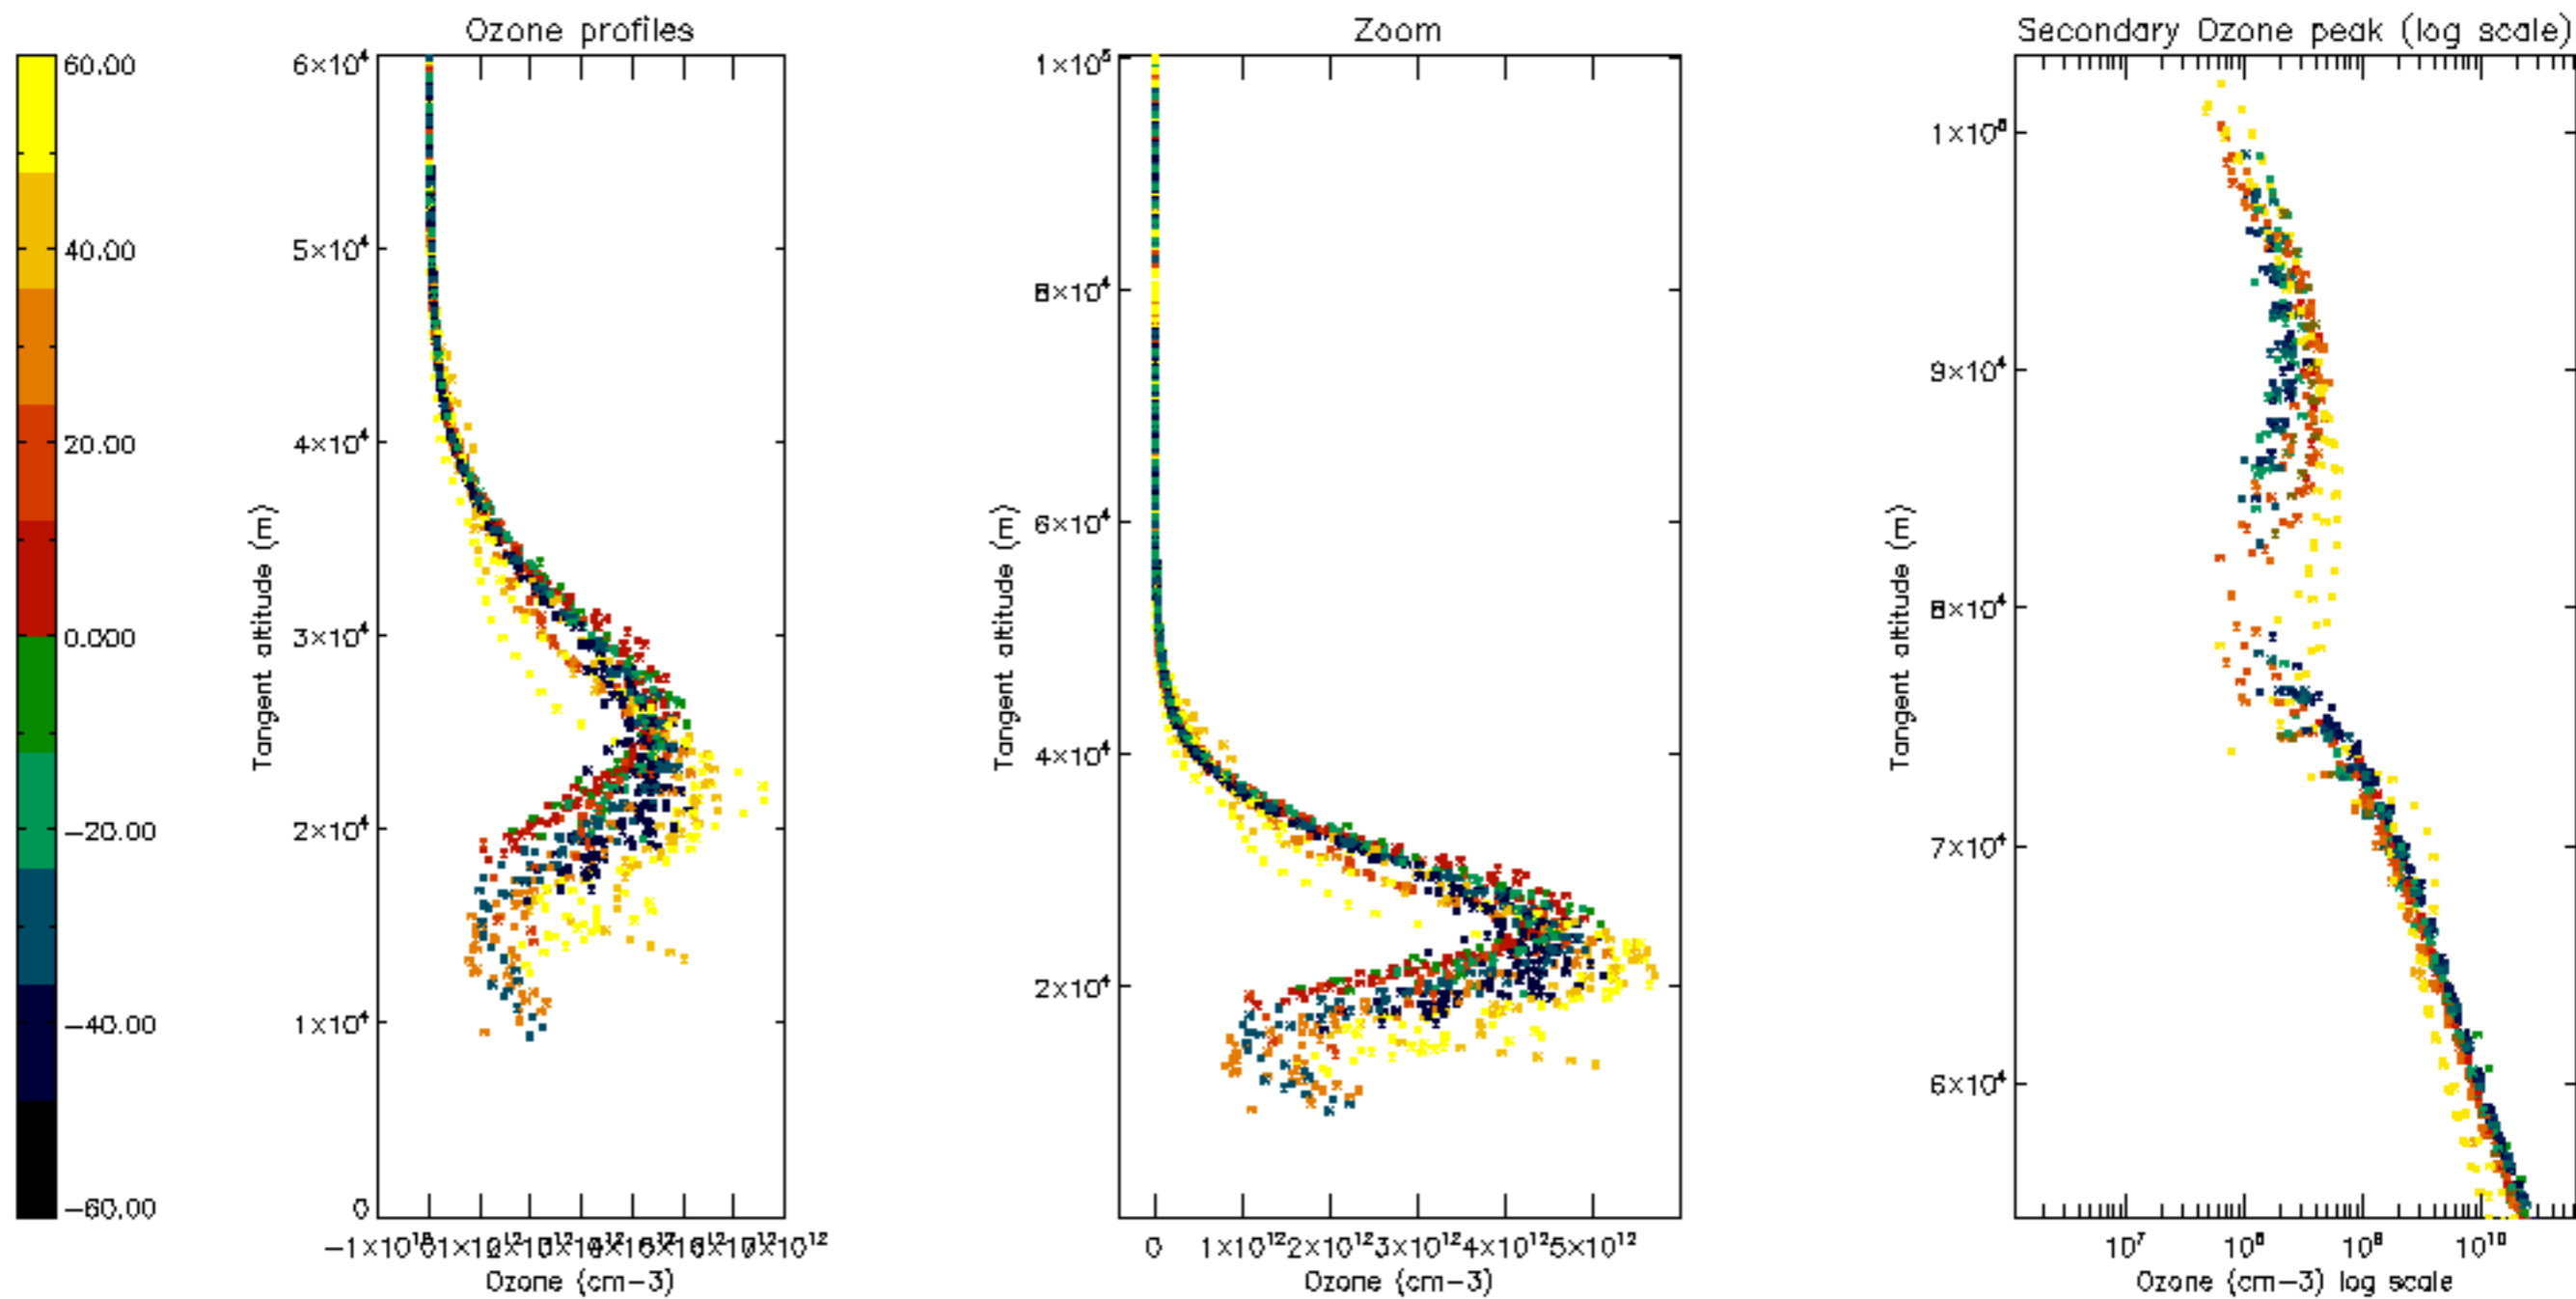 Ozone profiles
Zoom
Secondary Ozone peak (log scale)
60.00
40.00
20.00
0.000
−20.00
−40.00
−60.00
6×10⁴
5×10⁴
4×10⁴
3×10⁴
2×10⁴
1×10⁴
0
Tangent altitude (m)
Ozone (cm−3)
1×10⁵
8×10⁴
6×10⁴
4×10⁴
2×10⁴
Tangent altitude (m)
0 1×10¹² 2×10¹² 3×10¹² 4×10¹² 5×10¹²
Ozone (cm−3)
1×10⁵
9×10⁴
8×10⁴
7×10⁴
6×10⁴
Tangent altitude (m)
10⁷ 10⁸ 10⁹ 10¹⁰
Ozone (cm−3) log scale